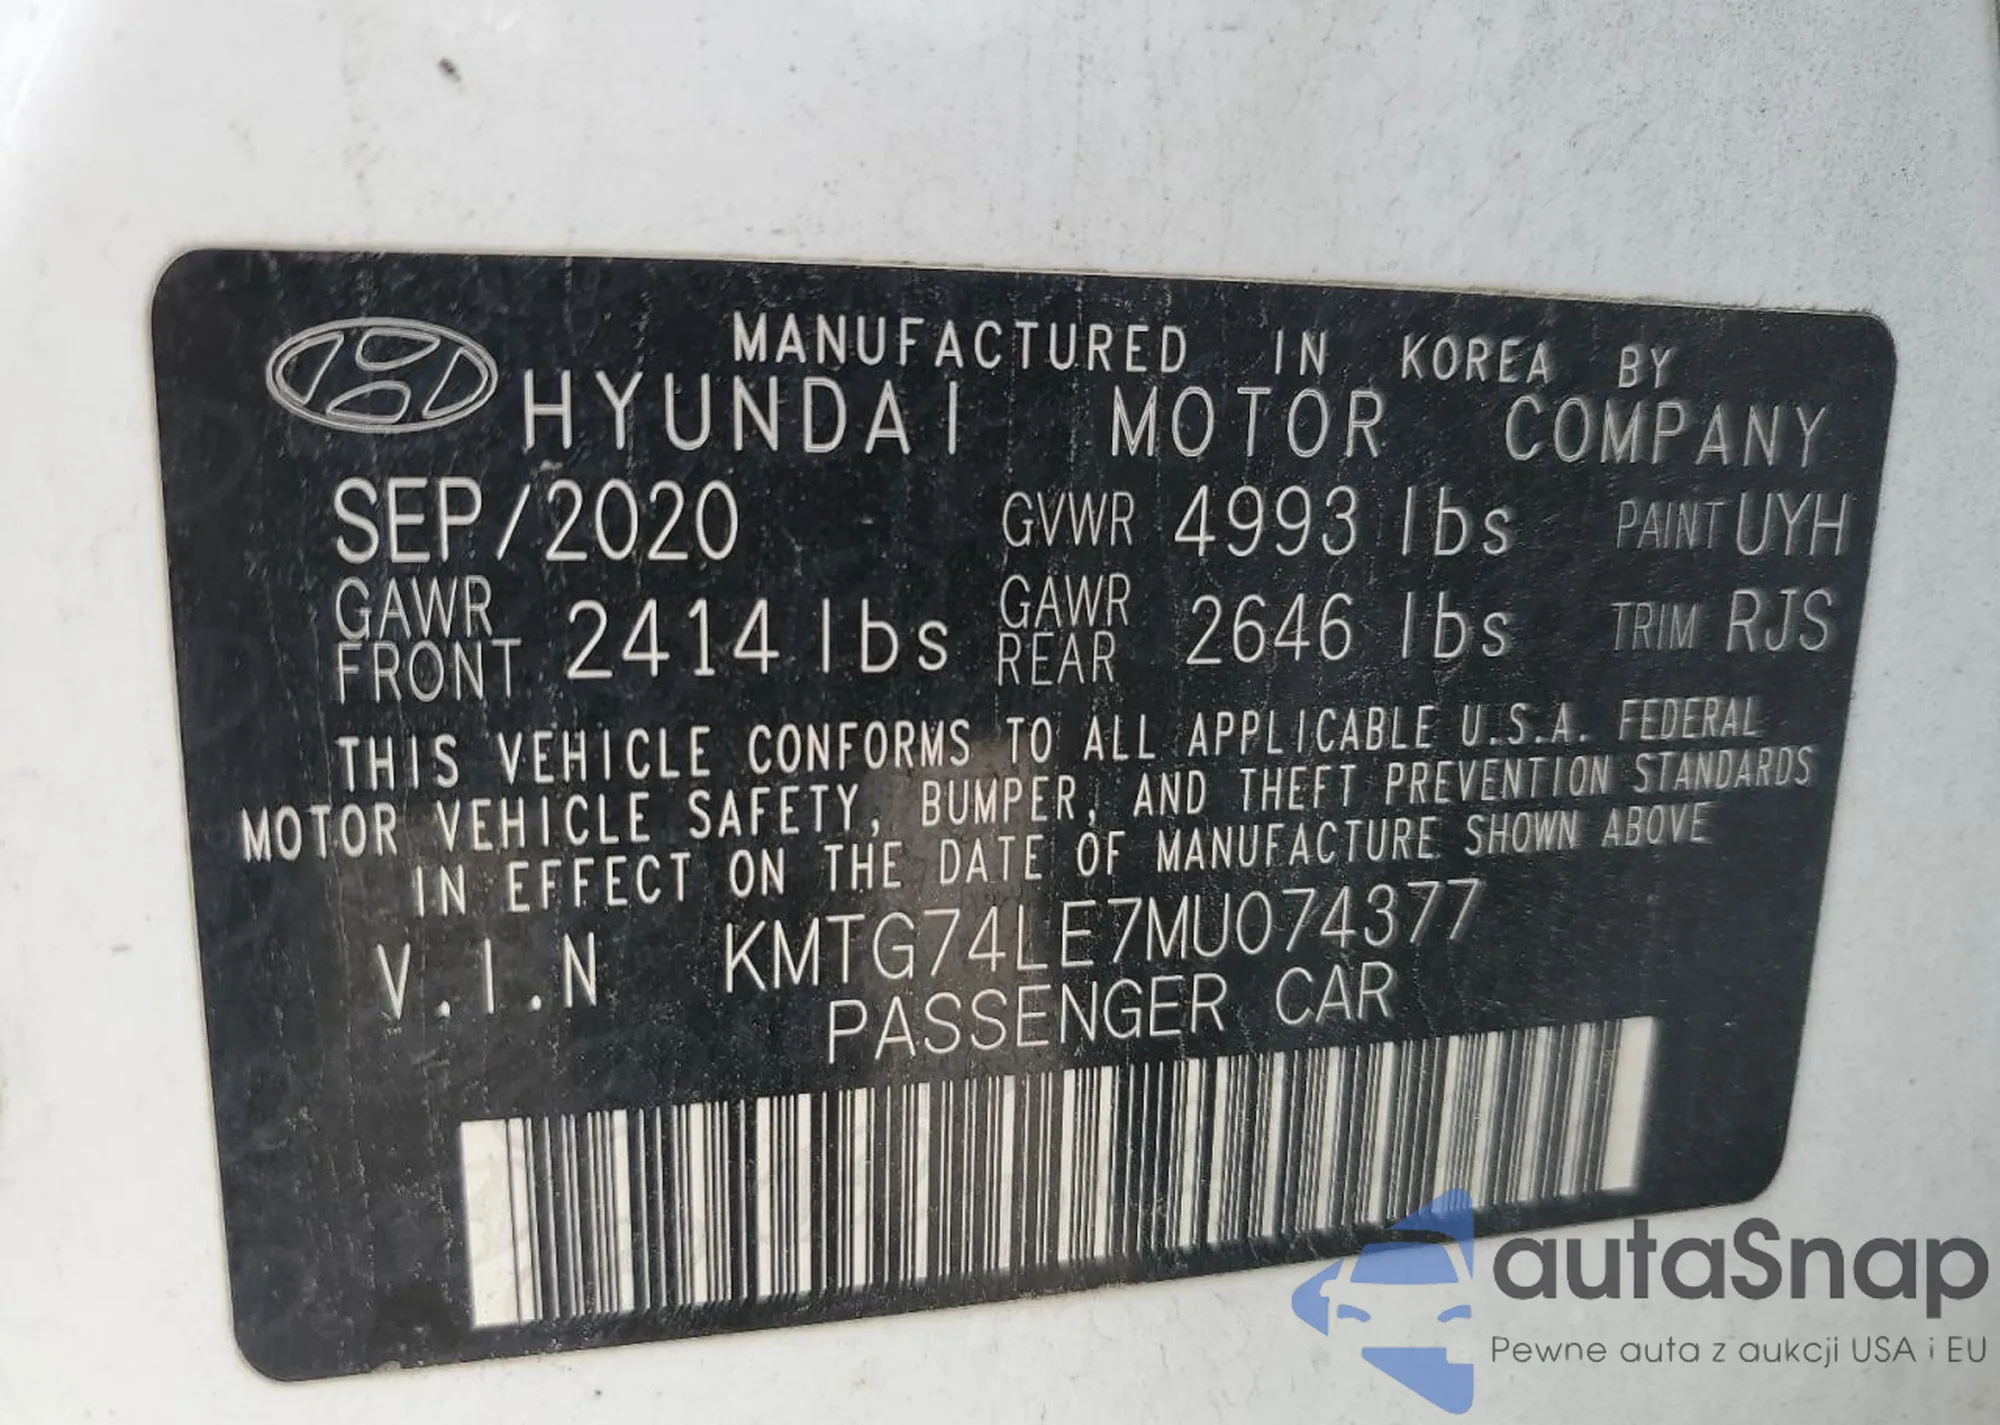 MANUFACTURED IN KOREA BY
HYUNDAI MOTOR COMPANY
SEP/2020 GVWR 4993 lbs PAINT UYH
GAWR FRONT 2414 lbs GAWR REAR 2646 lbs TRIM RJS
THIS VEHICLE CONFORMS TO ALL APPLICABLE U.S.A. FEDERAL
MOTOR VEHICLE SAFETY, BUMPER, AND THEFT PREVENTION STANDARDS
IN EFFECT ON THE DATE OF MANUFACTURE SHOWN ABOVE
V.I.N KMTG74LE7MU074377
PASSENGER CAR
autaSnap
Pewne auta z aukcji USA i EU